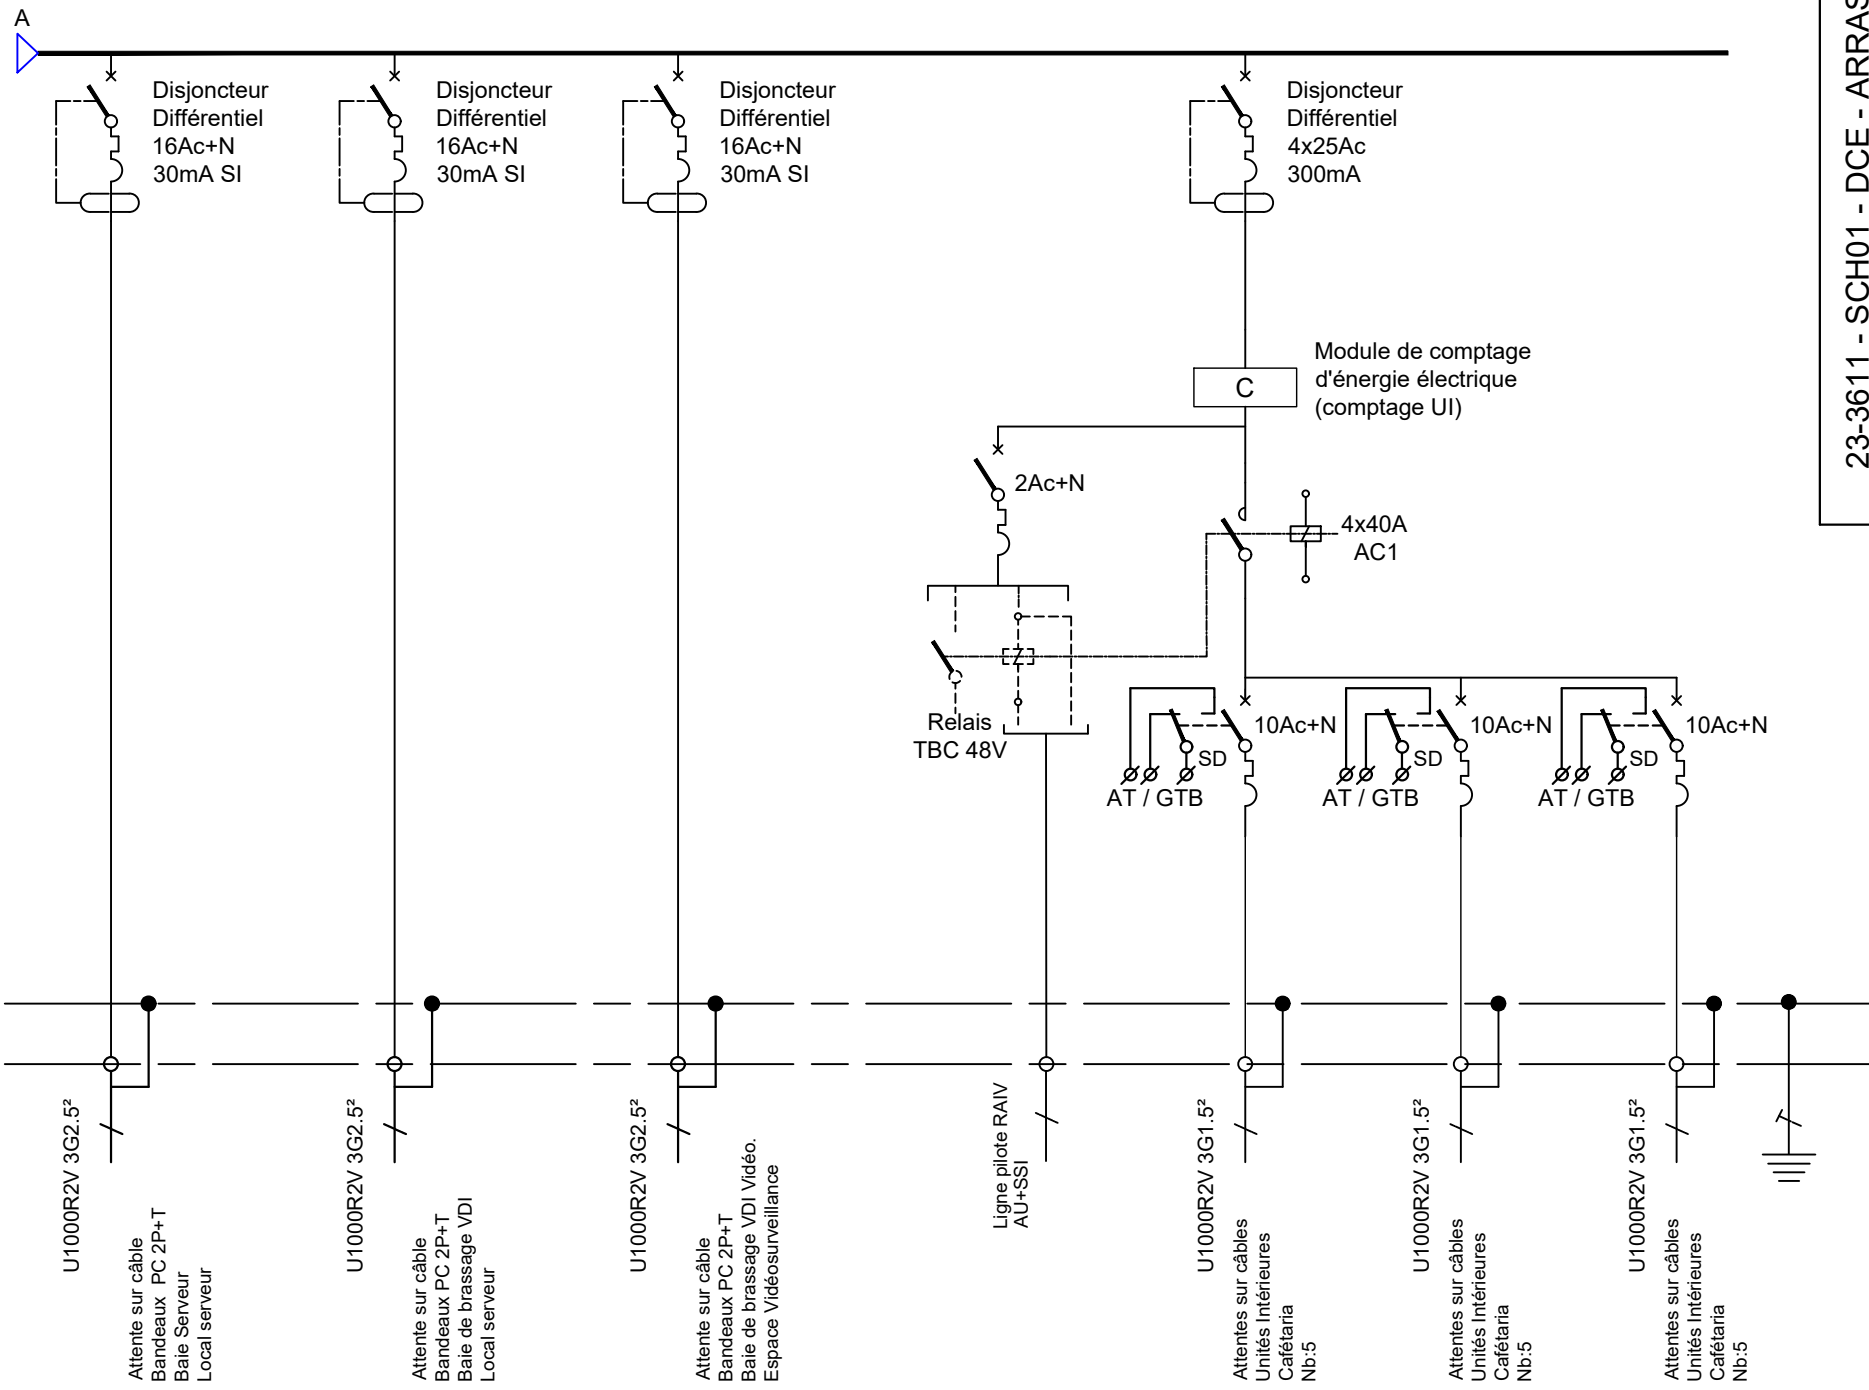 A
Disjoncteur
Différentiel
16Ac+N
30mA SI
Disjoncteur
Différentiel
16Ac+N
30mA SI
Disjoncteur
Différentiel
16Ac+N
30mA SI
Disjoncteur
Différentiel
4x25Ac
300mA
23-3611 - SCH01 - DCE - ARRAS
C
Module de comptage
d'énergie électrique
(comptage UI)
2Ac+N
4x40A
AC1
Relais
TBC 48V
10Ac+N
SD
AT / GTB
10Ac+N
SD
AT / GTB
10Ac+N
SD
AT / GTB
U1000R2V 3G2.5²
Attente sur câble
Bandeaux PC 2P+T
Baie Serveur
Local serveur
U1000R2V 3G2.5²
Attente sur câble
Bandeaux PC 2P+T
Baie de brassage VDI
Local serveur
U1000R2V 3G2.5²
Attente sur câble
Bandeaux PC 2P+T
Baie de brassage VDI Vidéo.
Espace Vidéosurveillance
Ligne pilote RAIV
AU+SSI
U1000R2V 3G1.5²
Attentes sur câbles
Unités Intérieures
Cafétaria
Nb:5
U1000R2V 3G1.5²
Attentes sur câbles
Unités Intérieures
Cafétaria
Nb:5
U1000R2V 3G1.5²
Attentes sur câbles
Unités Intérieures
Cafétaria
Nb:5